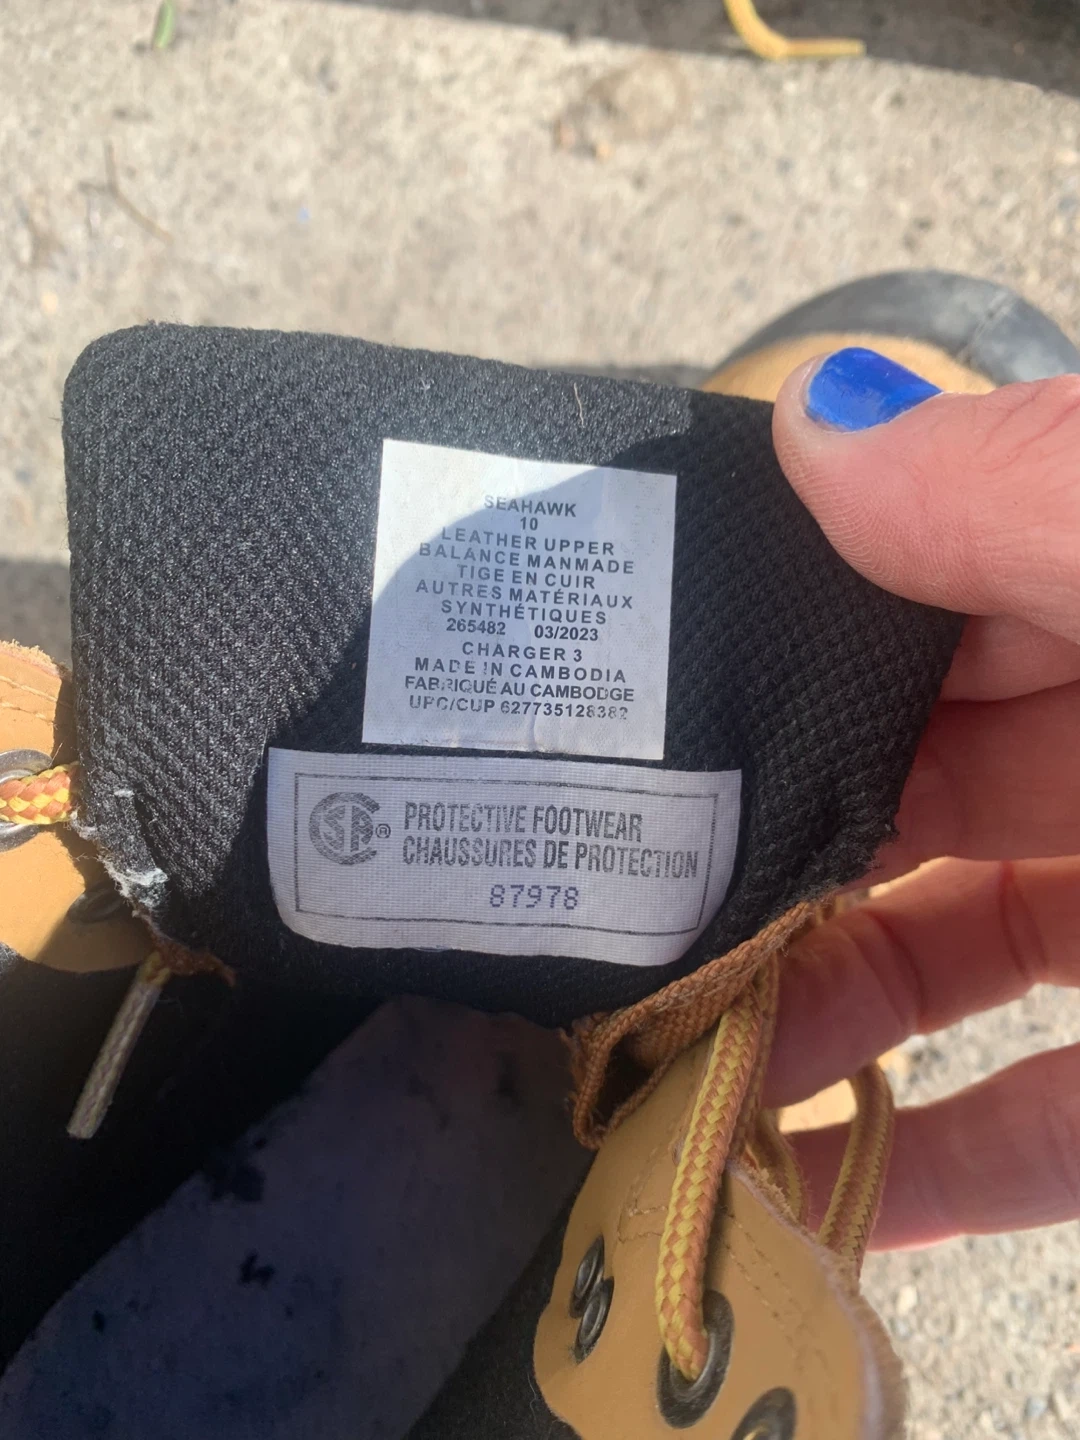 SEAHAWK
10
LEATHER UPPER
BALANCE MANMADE
TIGE EN CUIR
AUTRES MATÉRIAUX
SYNTHÉTIQUES
265482 03/2023
CHARGER 3
MADE IN CAMBODIA
FABRIQUÉ AU CAMBODGE
UPC/CUP 627735128382
CSA®
PROTECTIVE FOOTWEAR
CHAUSSURES DE PROTECTION
87978